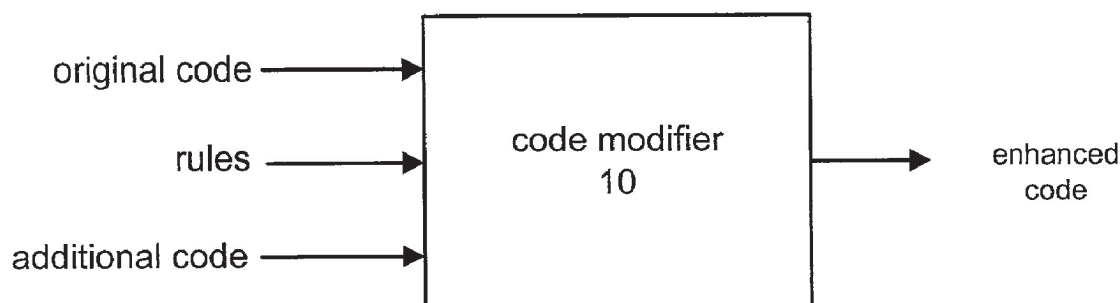 original code
rules
additional code
code modifier
10
enhanced
code